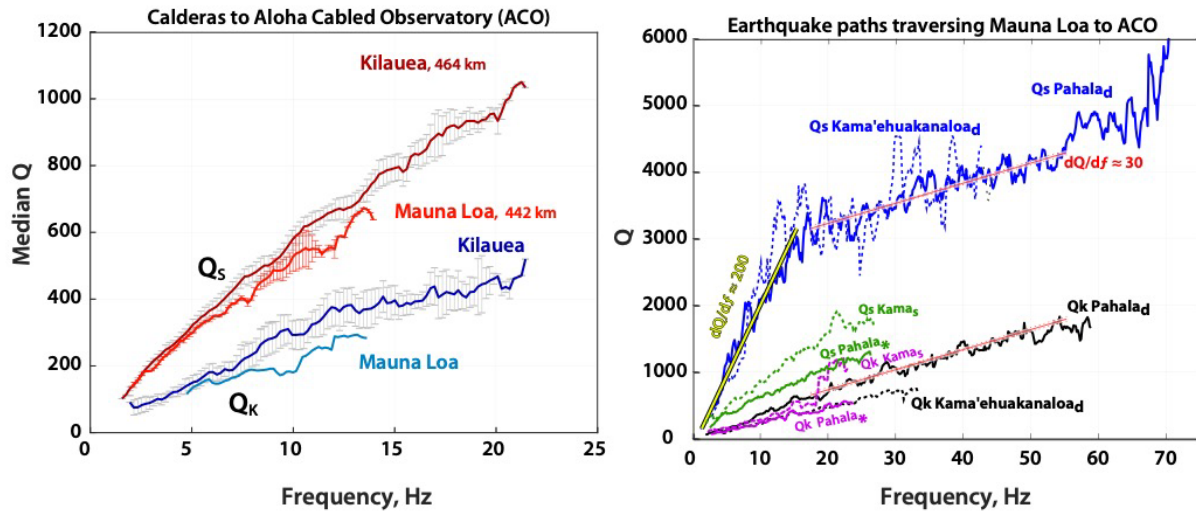 Calderas to Aloha Cabled Observatory (ACO)
1200
1000
800
600
400
200
0
Median Q
Kilauea, 464 km
Mauna Loa, 442 km
QS
Kilauea
Mauna Loa
QK
0
5
10
15
20
25
Frequency, Hz
Earthquake paths traversing Mauna Loa to ACO
6000
5000
4000
3000
2000
1000
0
Q
Qs Pahalad
Qs Kama'ehuakanaload
dQ/df ≈ 30
dQ/df ≈ 200
Qk Pahalad
Qs Kamas
Qs Pahala*
Qk Kamas
Qk Kama'ehuakanaload
Qk Pahala*
0
10
20
30
40
50
60
70
Frequency, Hz